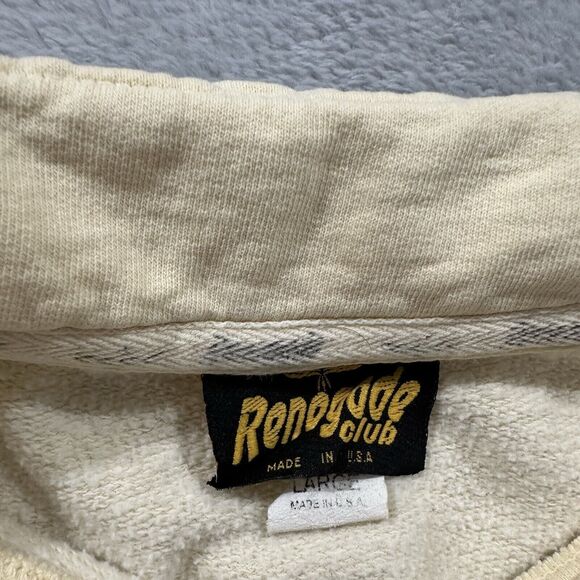 Renegade
club
MADE IN U.S.A
LARGE
MADE IN U.S.A.